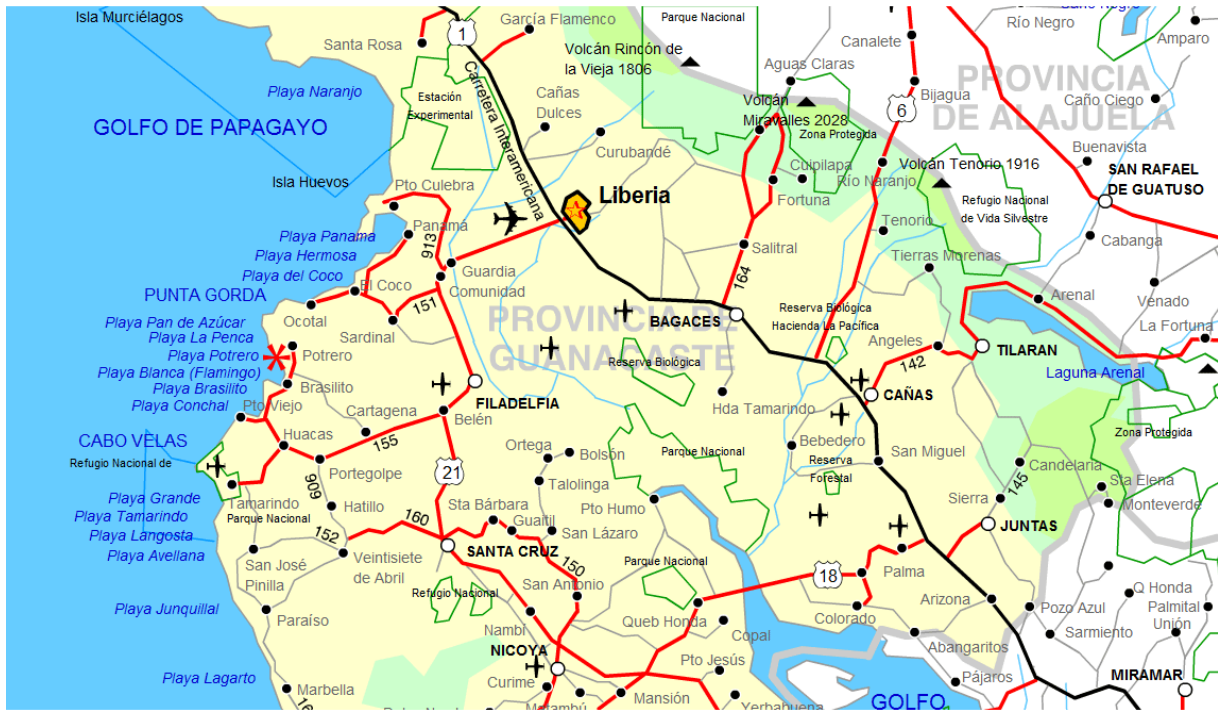 Isla Murciélagos
García Flamenco
Parque Nacional
Río Negro
Amparo
Santa Rosa
1
Canalete
Volcán Rincón de
la Vieja 1806
Aguas Claras
PROVINCIA
DE ALAJUELA
Playa Naranjo
Carretera Interamericana
Estación
Experimental
Cañas
Dulces
Volcán
Miravalles 2028
Bijagua
6
Caño Ciego
GOLFO DE PAPAGAYO
Curubandé
Zona Protegida
Buenavista
Isla Huevos
Pto Culebra
Liberia
Cuipilapa
Fortuna
Río Naranjo
Volcán Tenorio 1916
SAN RAFAEL
DE GUATUSO
Refugio Nacional
de Vida Silvestre
Playa Panama
Panamá
913
Tenorio
Cabanga
Playa Hermosa
Salitral
Tierras Morenas
Playa del Coco
El Coco
Guardia
Comunidad
164
PUNTA GORDA
Ocotal
151
Arenal
Venado
Playa Pan de Azúcar
Sardinal
PROVINCIA DE
GUANACASTE
BAGACES
Reserva Biológica
Hacienda La Pacífica
La Fortuna
Playa La Penca
Playa Potrero
Potrero
Reserva Biológica
Angeles
142
TILARAN
Playa Blanca (Flamingo)
Laguna Arenal
Playa Brasilito
Brasilito
Playa Conchal
Pto Viejo
FILADELFIA
Hda Tamarindo
CAÑAS
Cartagena
Belén
Zona Protegida
CABO VELAS
Huacas
155
Ortega
Bolsón
Parque Nacional
Bebedero
San Miguel
Refugio Nacional de
Portegolpe
21
Reserva
Forestal
Candelaria
Talolinga
Sta Elena
Playa Grande
Tamarindo
909
Hatillo
Pto Humo
Sierra
145
Monteverde
Playa Tamarindo
Parque Nacional
160
Sta Bárbara
Guaitil
JUNTAS
Playa Langosta
152
San Lázaro
Playa Avellana
San José
Pinilla
Veintisiete
de Abril
SANTA CRUZ
150
Parque Nacional
18
Palma
San Antonio
Refugio Nacional
Q Honda
Playa Junquillal
Paraíso
Nambí
Queb Honda
Colorado
Arizona
Pozo Azul
Palmital
Unión
Copal
Sarmiento
NICOYA
Abangaritos
Pto Jesús
Playa Lagarto
Marbella
Curime
Mansión
GOLFO
Pájaros
MIRAMAR